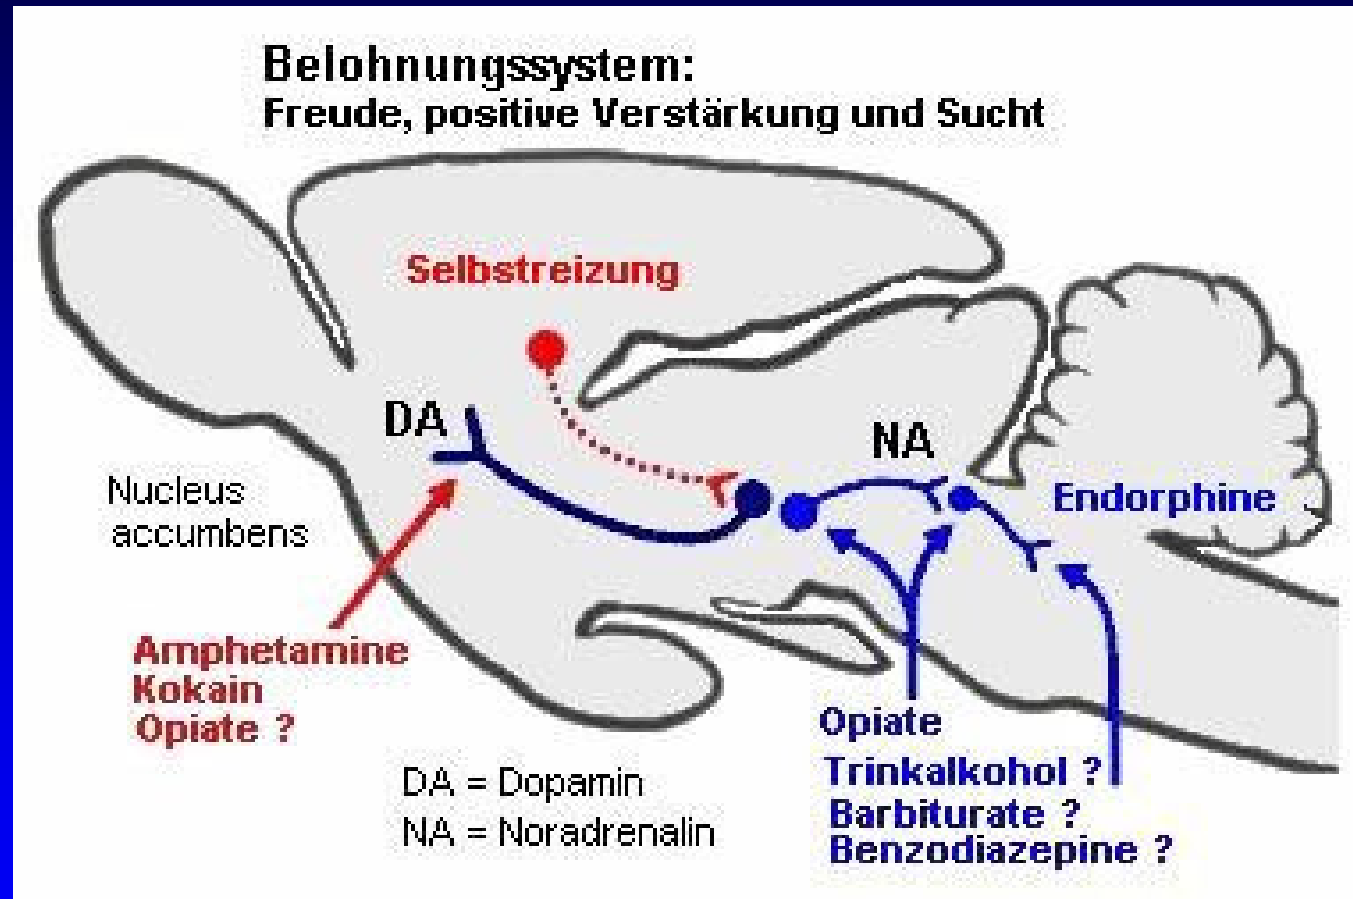 Belohnungssystem:
Freude, positive Verstärkung und Sucht
Selbstreizung
DA
NA
Nucleus
accumbens
Endorphine
Amphetamine
Kokain
Opiate ?
Opiate
Trinkalkohol ?
Barbiturate ?
Benzodiazepine ?
DA = Dopamin
NA = Noradrenalin